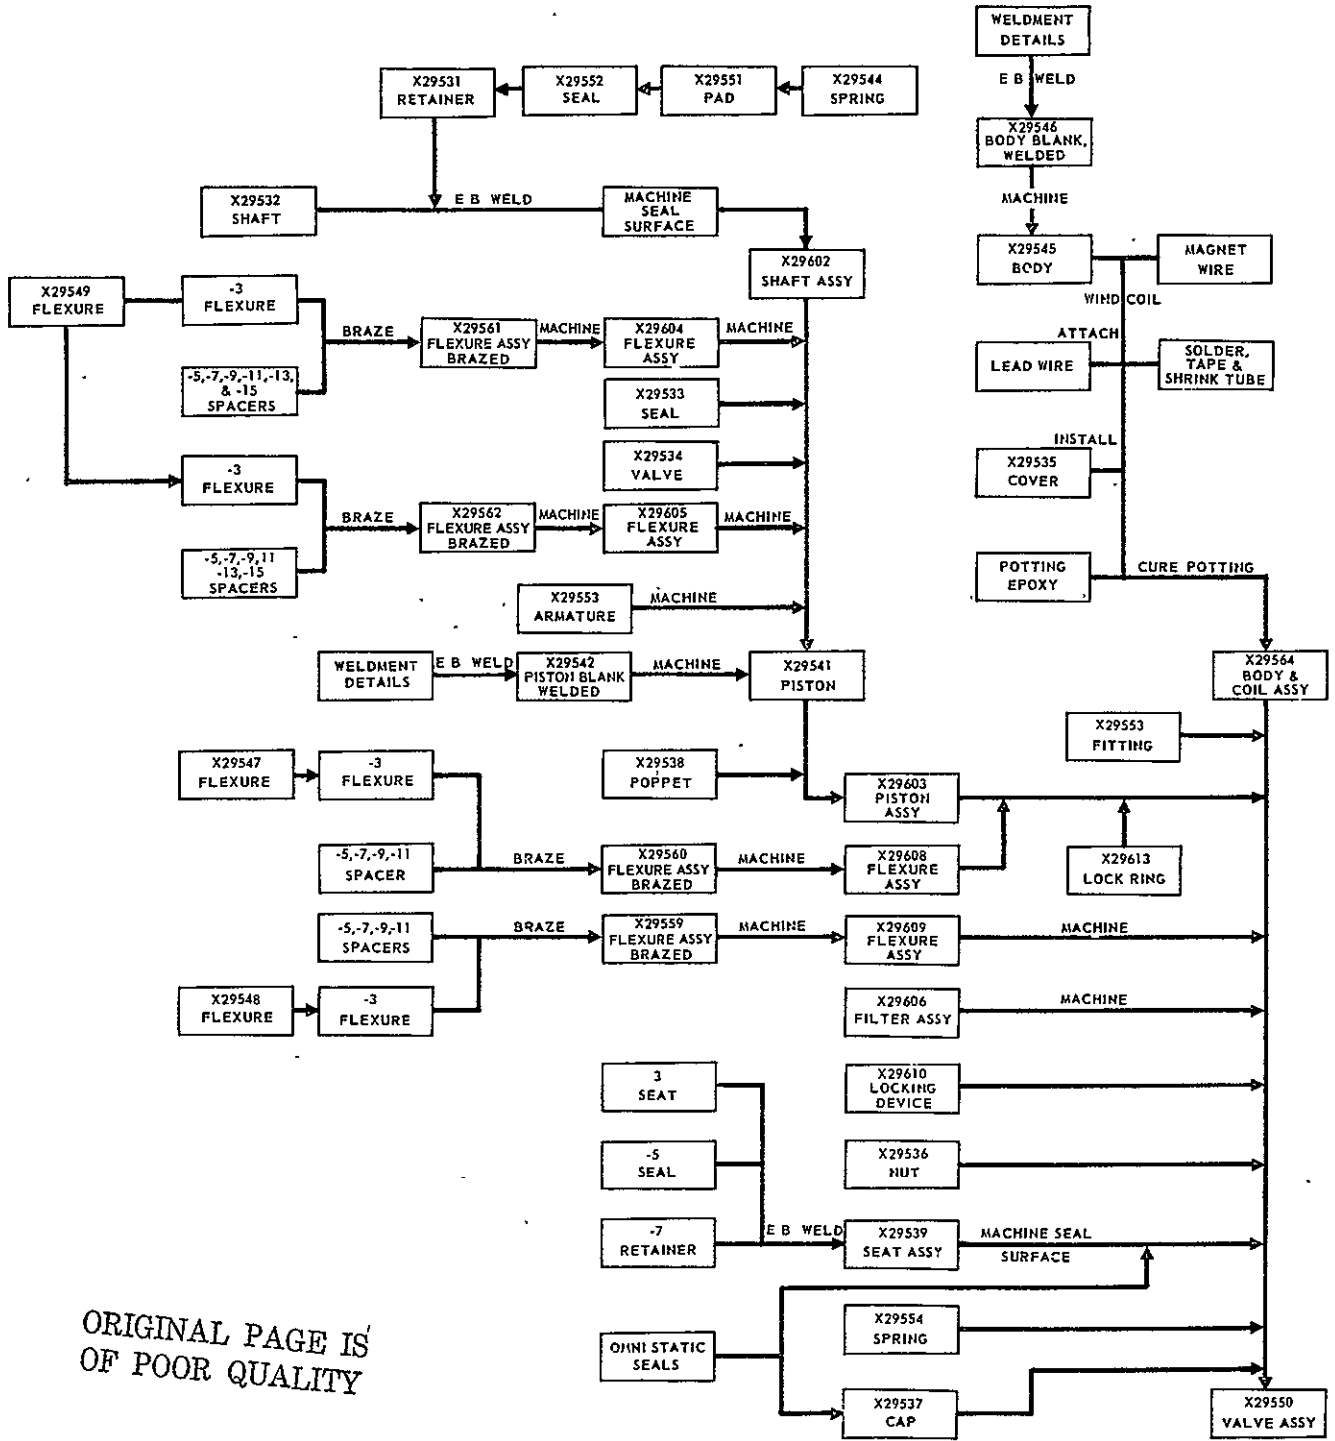 WELDMENT
DETAILS
E B WELD
X29531
RETAINER
X29552
SEAL
X29551
PAD
X29544
SPRING
X29546
BODY BLANK,
WELDED
MACHINE
X29532
SHAFT
E B WELD
MACHINE
SEAL
SURFACE
X29602
SHAFT ASSY
X29545
BODY
MAGNET
WIRE
WIND COIL
X29549
FLEXURE
-3
FLEXURE
BRAZE
X29561
FLEXURE ASSY
BRAZED
MACHINE
X29604
FLEXURE
ASSY
MACHINE
ATTACH
LEAD WIRE
SOLDER,
TAPE &
SHRINK TUBE
-5,-7,-9,-11,-13,
& -15
SPACERS
X29533
SEAL
INSTALL
X29534
VALVE
X29535
COVER
-3
FLEXURE
BRAZE
X29562
FLEXURE ASSY
BRAZED
MACHINE
X29605
FLEXURE
ASSY
MACHINE
-5,-7,-9,11
-13,-15
SPACERS
POTTING
EPOXY
CURE POTTING
X29553
ARMATURE
MACHINE
WELDMENT
DETAILS
E B WELD
X29542
PISTON BLANK
WELDED
MACHINE
X29541
PISTON
X29564
BODY &
COIL ASSY
X29553
FITTING
X29547
FLEXURE
-3
FLEXURE
X29538
POPPET
X29603
PISTON
ASSY
-5,-7,-9,-11
SPACER
BRAZE
X29560
FLEXURE ASSY
BRAZED
MACHINE
X29608
FLEXURE
ASSY
X29613
LOCK RING
-5,-7,-9,-11
SPACERS
BRAZE
X29559
FLEXURE ASSY
BRAZED
MACHINE
X29609
FLEXURE
ASSY
MACHINE
X29548
FLEXURE
-3
FLEXURE
X29606
FILTER ASSY
MACHINE
3
SEAT
X29610
LOCKING
DEVICE
-5
SEAL
X29536
NUT
-7
RETAINER
E B WELD
X29539
SEAT ASSY
MACHINE SEAL
SURFACE
X29554
SPRING
OMNI STATIC
SEALS
X29537
CAP
X29550
VALVE ASSY
ORIGINAL PAGE IS
OF POOR QUALITY